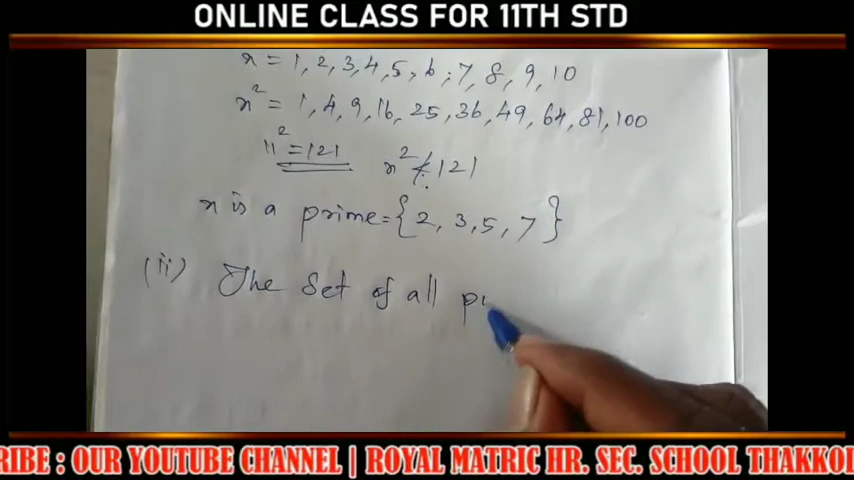 ONLINE CLASS FOR 11TH STD
x = 1, 2, 3, 4, 5, 6, 7, 8, 9, 10
x² = 1, 4, 9, 16, 25, 36, 49, 64, 81, 100
11² = 121 x² < 121
x is a prime = {2, 3, 5, 7}
(ii) The Set of all
RIBE : OUR YOUTUBE CHANNEL | ROYAL MATRIC HR. SEC. SCHOOL THAKKOL